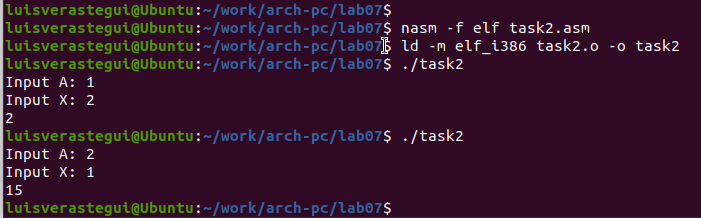 luisverastegui@Ubuntu:~/work/arch-pc/lab07$
luisverastegui@Ubuntu:~/work/arch-pc/lab07$ nasm -f elf task2.asm
luisverastegui@Ubuntu:~/work/arch-pc/lab07$ ld -m elf_i386 task2.o -o task2
luisverastegui@Ubuntu:~/work/arch-pc/lab07$ ./task2
Input A: 1
Input X: 2
2
luisverastegui@Ubuntu:~/work/arch-pc/lab07$ ./task2
Input A: 2
Input X: 1
15
luisverastegui@Ubuntu:~/work/arch-pc/lab07$